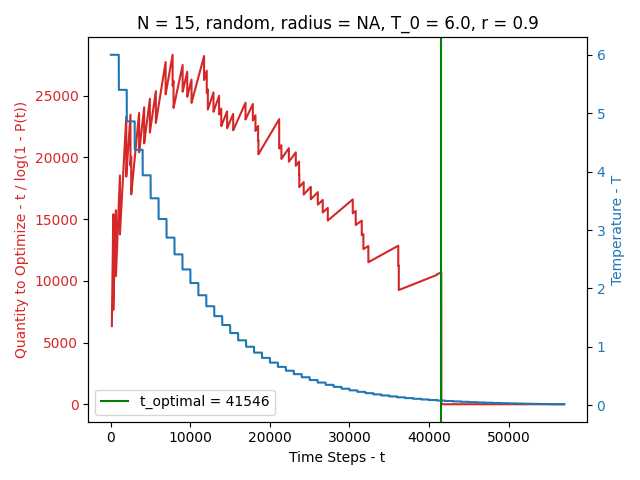 N = 15, random, radius = NA, T_0 = 6.0, r = 0.9
Quantity to Optimize - t / log(1 - P(t))
25000
20000
15000
10000
5000
0
6
5
4
3
2
1
0
Temperature - T
t_optimal = 41546
0 10000 20000 30000 40000 50000
Time Steps - t